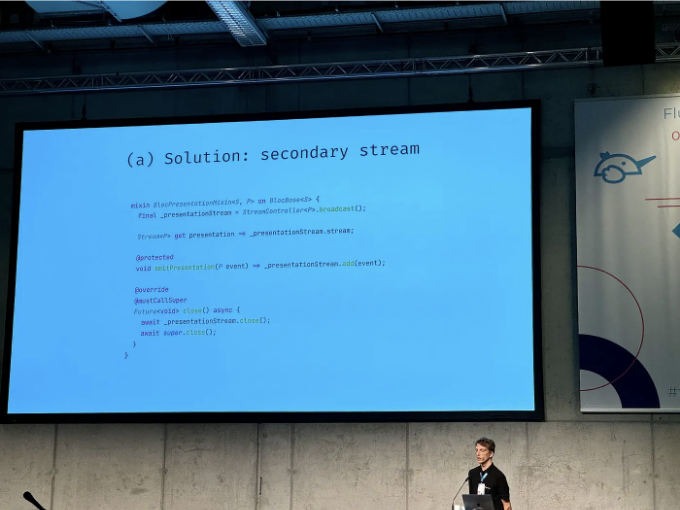 (a) Solution: secondary stream
mixin BlocPresentationMixin<S, P> on BlocBase<S> {
final _presentationStream = StreamController<P>.broadcast();
Stream<P> get presentation => _presentationStream.stream;
@protected
void emitPresentation(P event) => _presentationStream.add(event);
@override
@mustCallSuper
Future<void> close() async {
await _presentationStream.close();
await super.close();
}
}